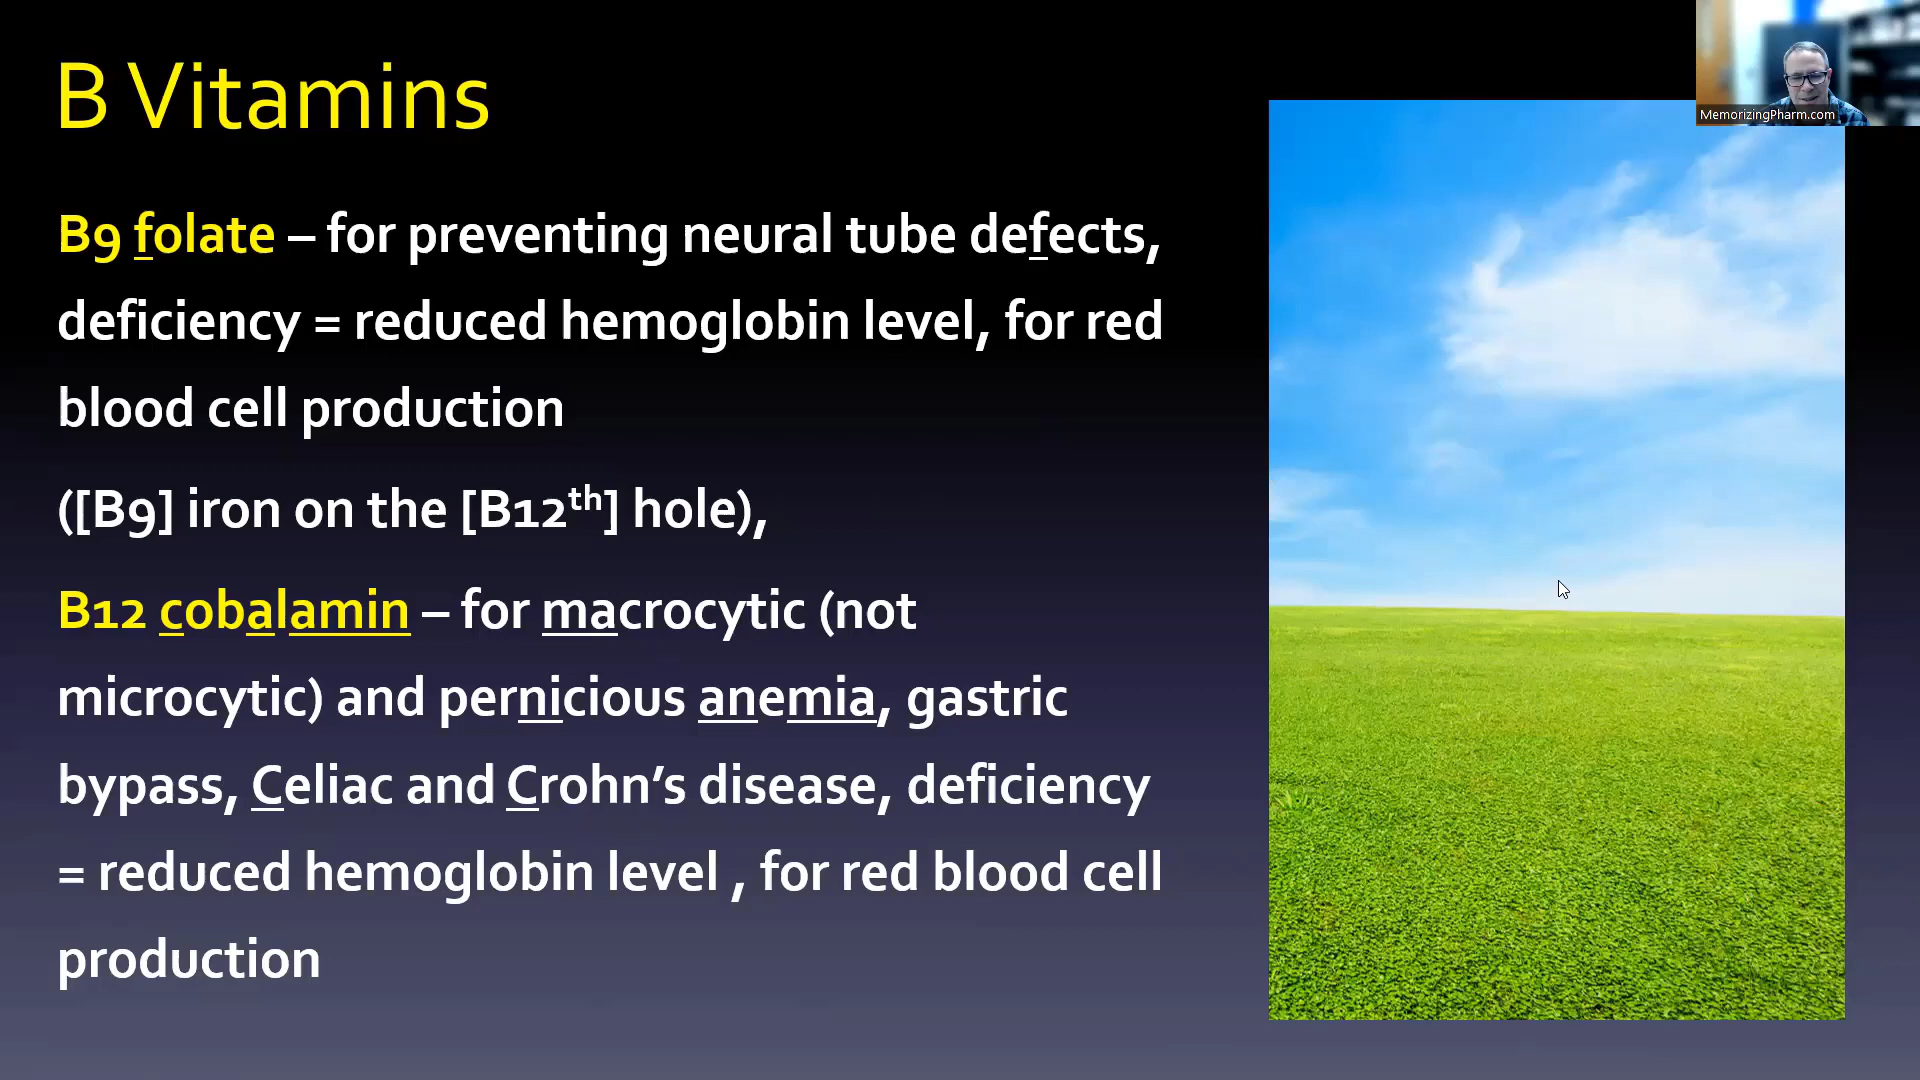 B Vitamins
MemorizingPharm.com
B9 folate – for preventing neural tube defects,
deficiency = reduced hemoglobin level, for red
blood cell production
([B9] iron on the [B12th] hole),
B12 cobalamin – for macrocytic (not
microcytic) and pernicious anemia, gastric
bypass, Celiac and Crohn’s disease, deficiency
= reduced hemoglobin level , for red blood cell
production